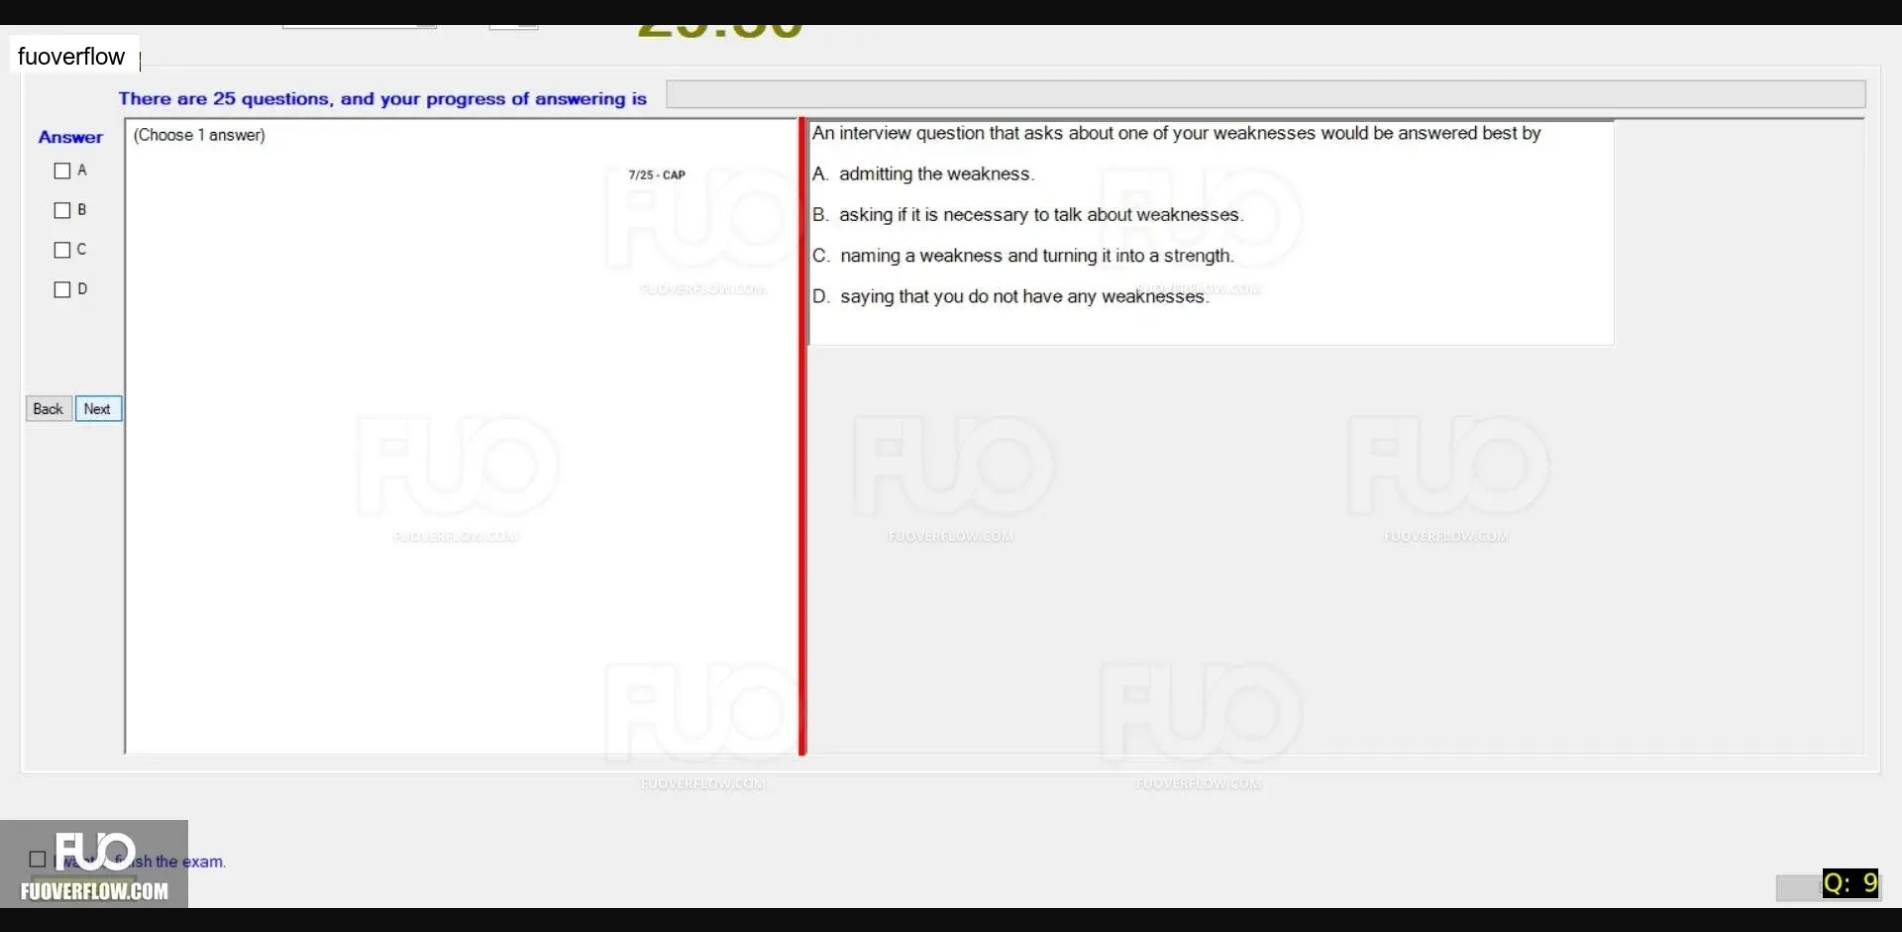 fuoverflow
There are 25 questions, and your progress of answering is
Answer
(Choose 1 answer)
A
B
C
D
7/25 - CAP
Back
Next
An interview question that asks about one of your weaknesses would be answered best by
A. admitting the weakness.
B. asking if it is necessary to talk about weaknesses.
C. naming a weakness and turning it into a strength.
D. saying that you do not have any weaknesses.
FUO
FUOVERFLOW.COM
FUO
FUOVERFLOW.COM
FUO
FUOVERFLOW.COM
FUO
FUOVERFLOW.COM
FUO
FUOVERFLOW.COM
FUO
FUOVERFLOW.COM
FUO
FUOVERFLOW.COM
the exam.
FUO
FUOVERFLOW.COM
Q: 9